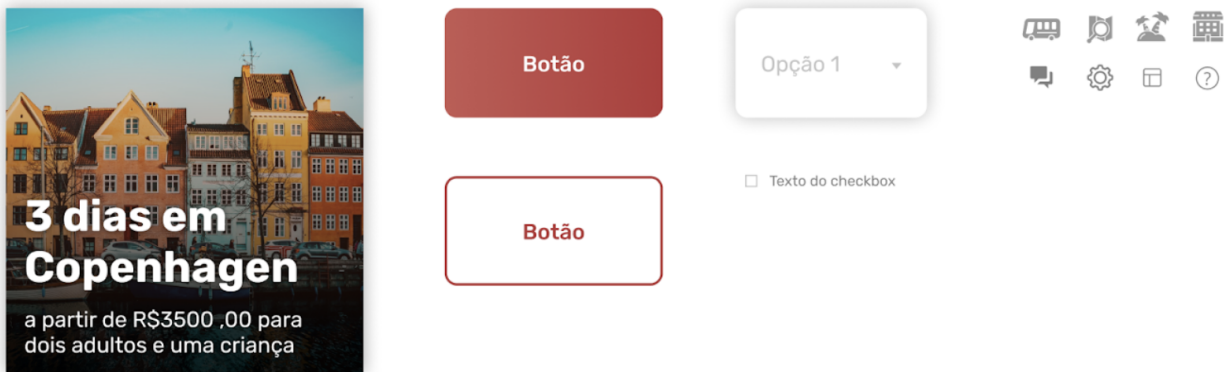 3 dias em
Copenhagen
a partir de R$3500 ,00 para
dois adultos e uma criança
Botão
Botão
Opção 1
Texto do checkbox
?